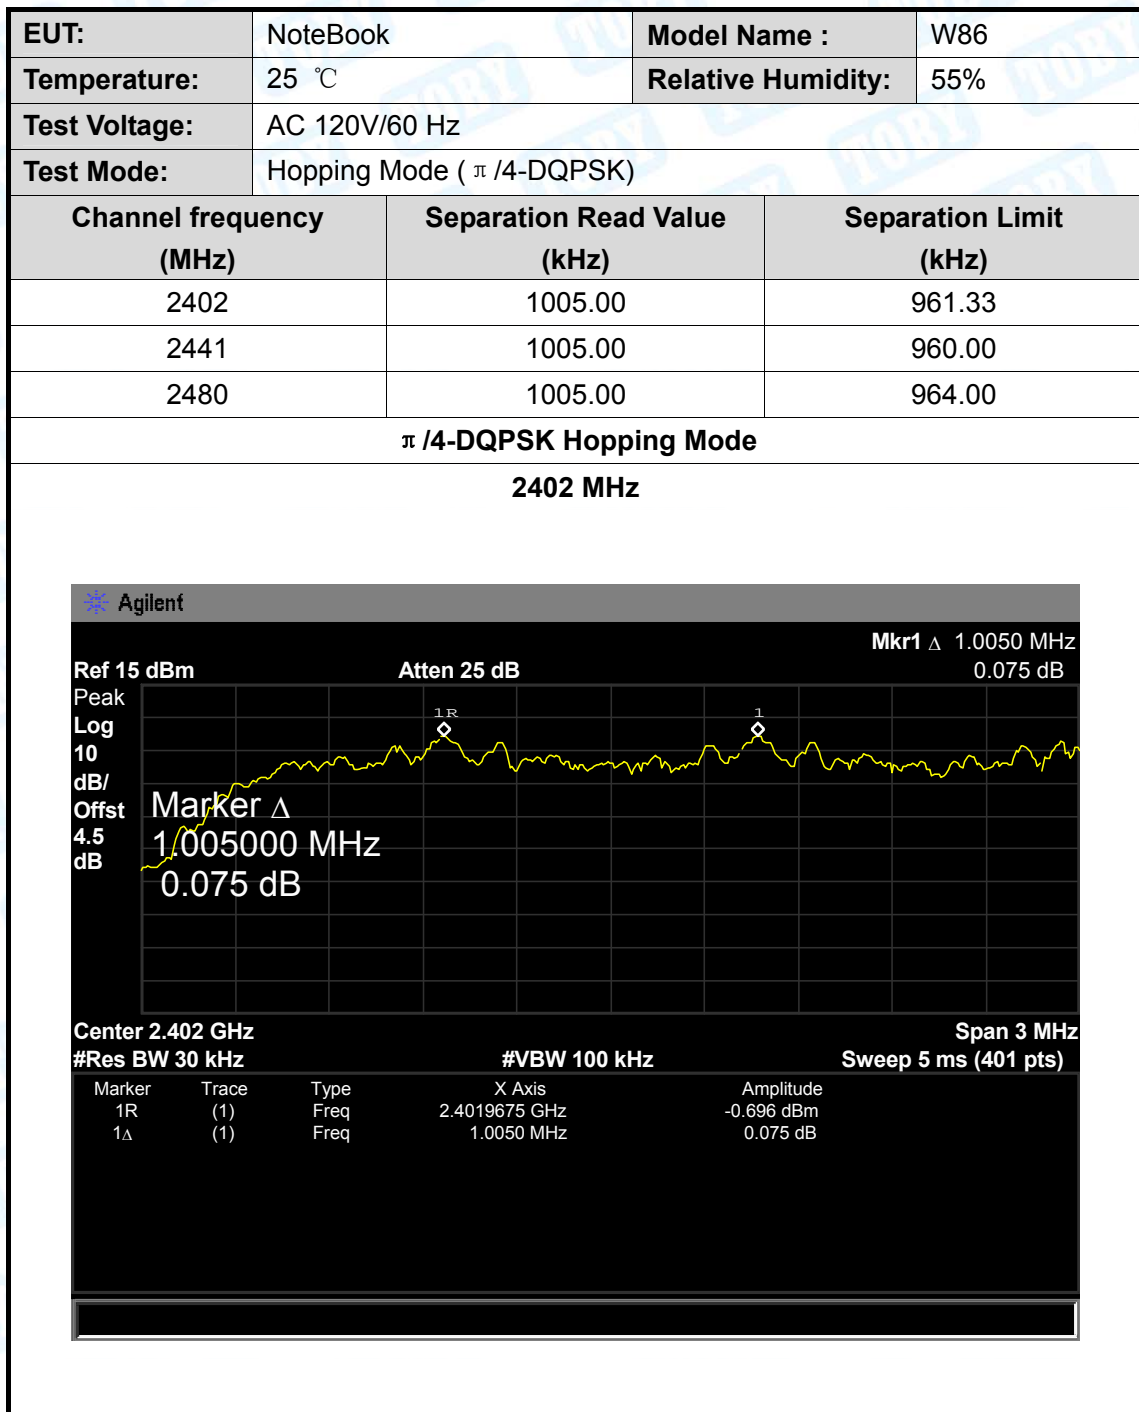 EUT: NoteBook Model Name : W86
Temperature: 25 ℃ Relative Humidity: 55%
Test Voltage: AC 120V/60 Hz
Test Mode: Hopping Mode ( π /4-DQPSK)
Channel frequency Separation Read Value Separation Limit
(MHz) (kHz) (kHz)
2402 1005.00 961.33
2441 1005.00 960.00
2480 1005.00 964.00
π /4-DQPSK Hopping Mode
2402 MHz
Agilent
Mkr1 Δ 1.0050 MHz
Ref 15 dBm Atten 25 dB 0.075 dB
Peak
Log
10
dB/
Offst
4.5
dB
1R 1
Marker Δ
1.005000 MHz
0.075 dB
Center 2.402 GHz Span 3 MHz
#Res BW 30 kHz #VBW 100 kHz Sweep 5 ms (401 pts)
Marker Trace Type X Axis Amplitude
1R (1) Freq 2.4019675 GHz -0.696 dBm
1Δ (1) Freq 1.0050 MHz 0.075 dB
TOBY